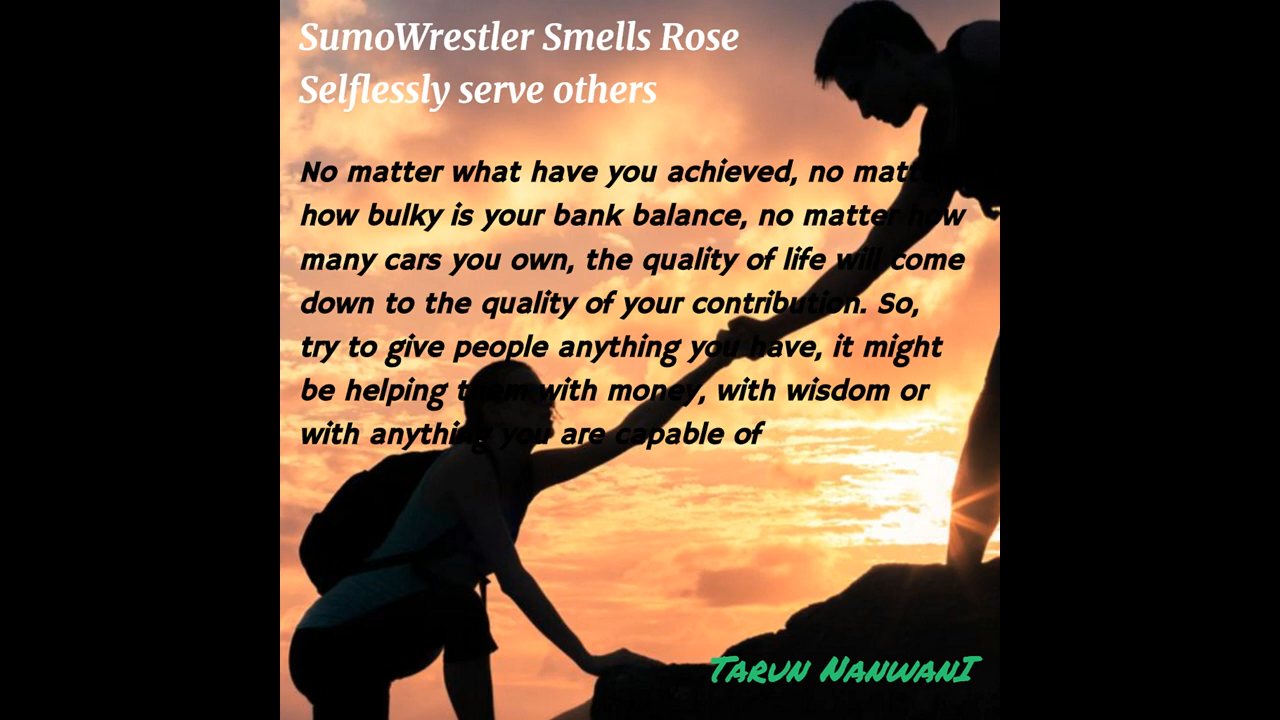 SumoWrestler Smells Rose
Selflessly serve others
No matter what have you achieved, no matter
how bulky is your bank balance, no matter how
many cars you own, the quality of life will come
down to the quality of your contribution. So,
try to give people anything you have, it might
be helping them with money, with wisdom or
with anything you are capable of
Tarun NanwanI